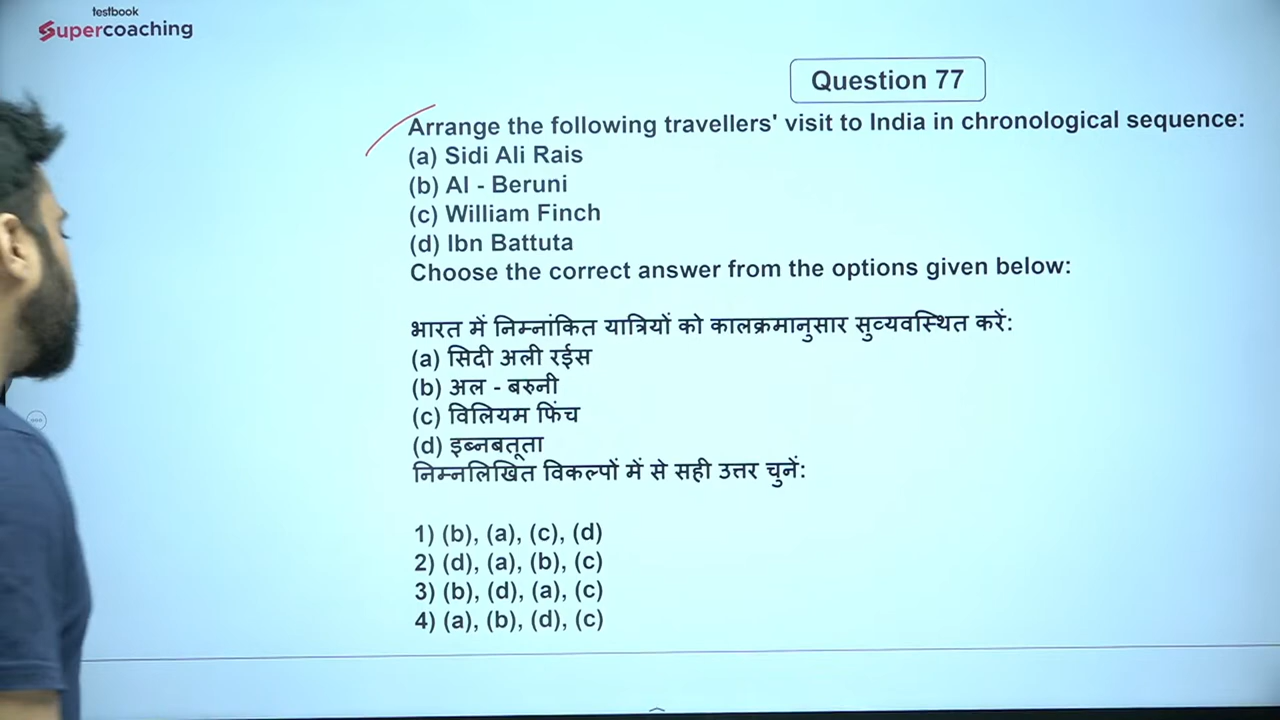 testbook
Supercoaching
Question 77
Arrange the following travellers' visit to India in chronological sequence:
(a) Sidi Ali Rais
(b) Al - Beruni
(c) William Finch
(d) Ibn Battuta
Choose the correct answer from the options given below:
भारत में निम्नांकित यात्रियों को कालक्रमानुसार सुव्यवस्थित करें:
(a) सिदी अली रईस
(b) अल - बरुनी
(c) विलियम फिंच
(d) इब्नबतूता
निम्नलिखित विकल्पों में से सही उत्तर चुनें:
1) (b), (a), (c), (d)
2) (d), (a), (b), (c)
3) (b), (d), (a), (c)
4) (a), (b), (d), (c)